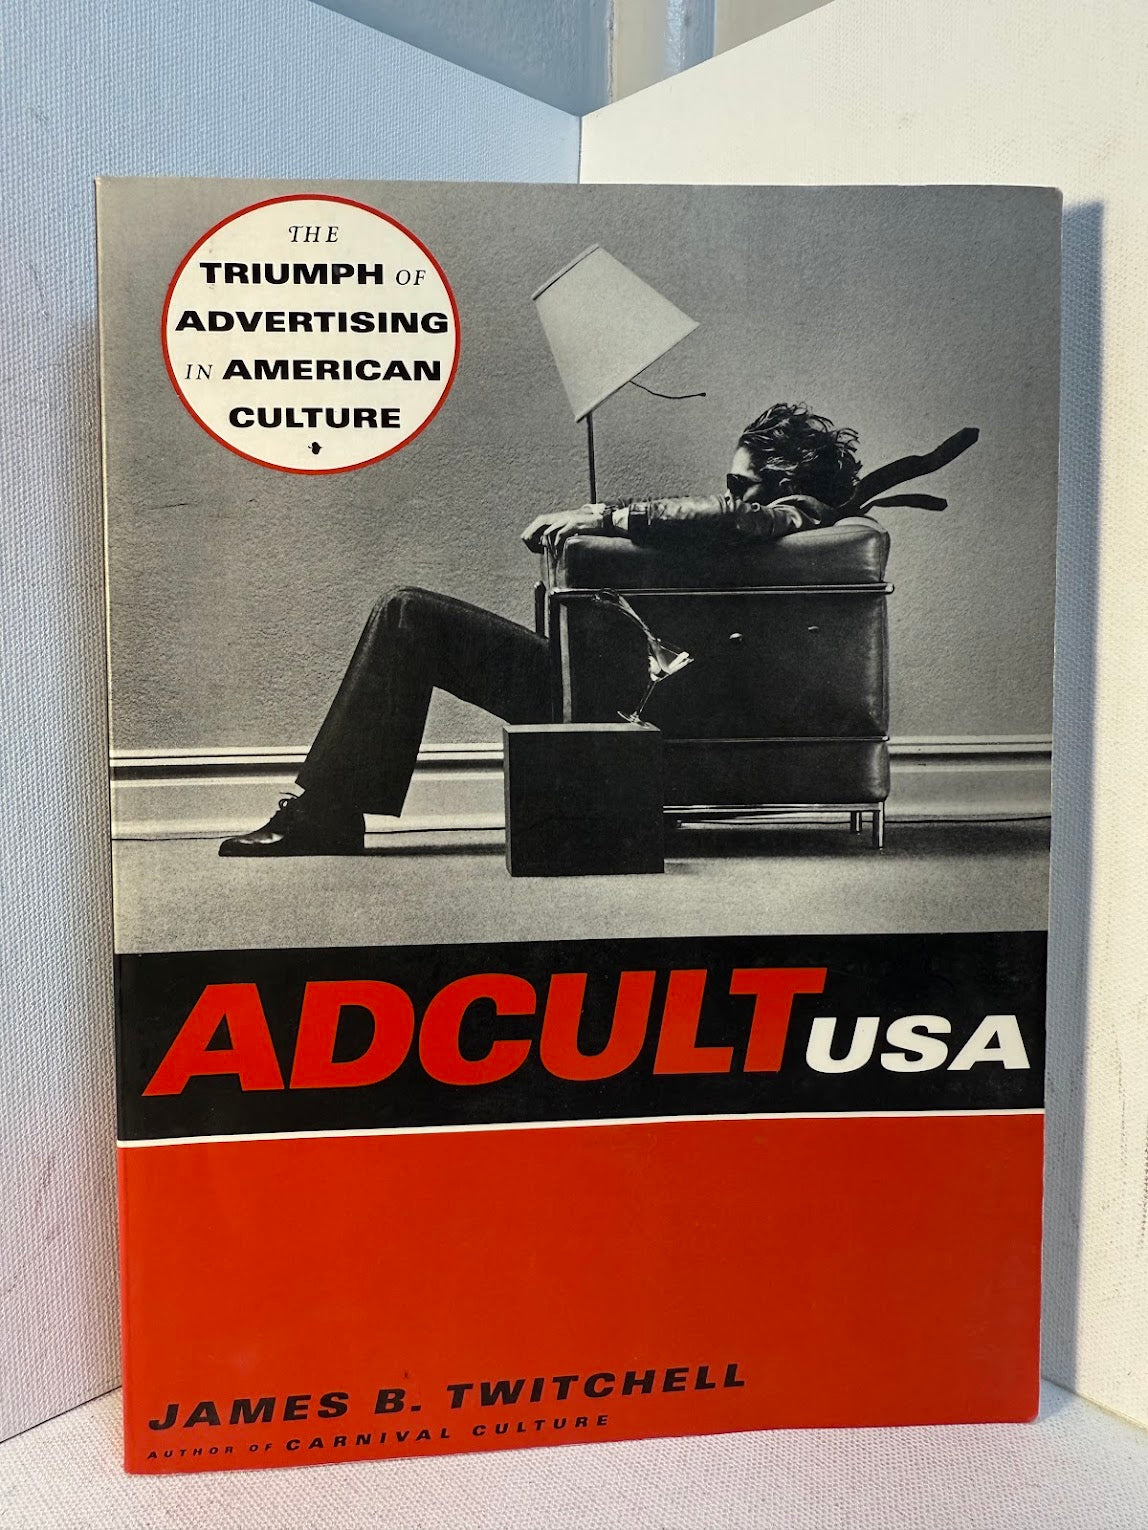 THE
TRIUMPH OF
ADVERTISING
IN AMERICAN
CULTURE
ADCULT USA
JAMES B. TWITCHELL
AUTHOR OF CARNIVAL CULTURE